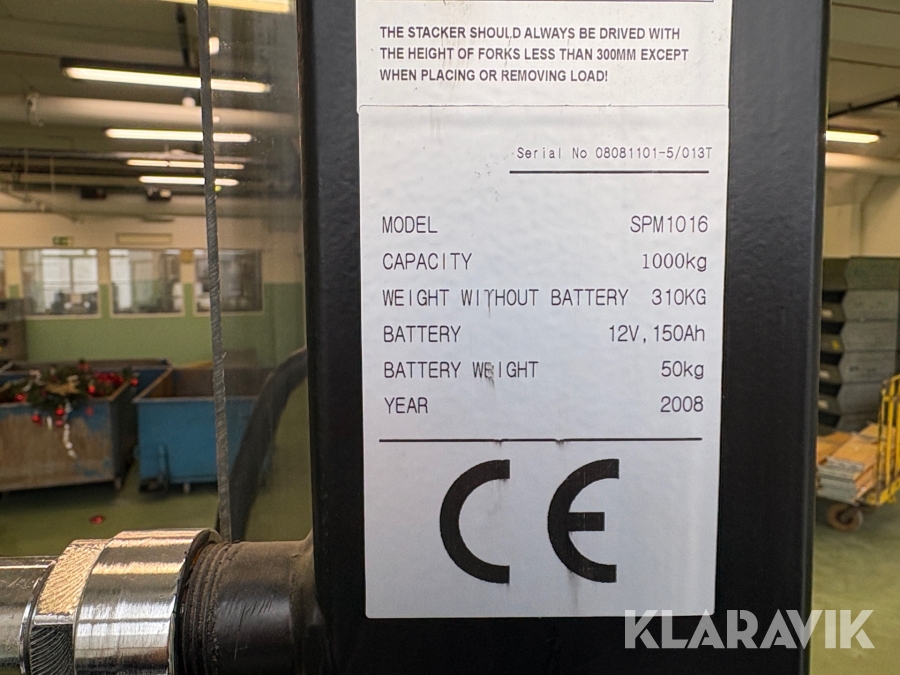 THE STACKER SHOULD ALWAYS BE DRIVED WITH
THE HEIGHT OF FORKS LESS THAN 300MM EXCEPT
WHEN PLACING OR REMOVING LOAD!
Serial No 08081101-5/013T
MODEL SPM1016
CAPACITY 1000kg
WEIGHT WITHOUT BATTERY 310KG
BATTERY 12V,150Ah
BATTERY WEIGHT 50kg
YEAR 2008
CE
KLARAVIK